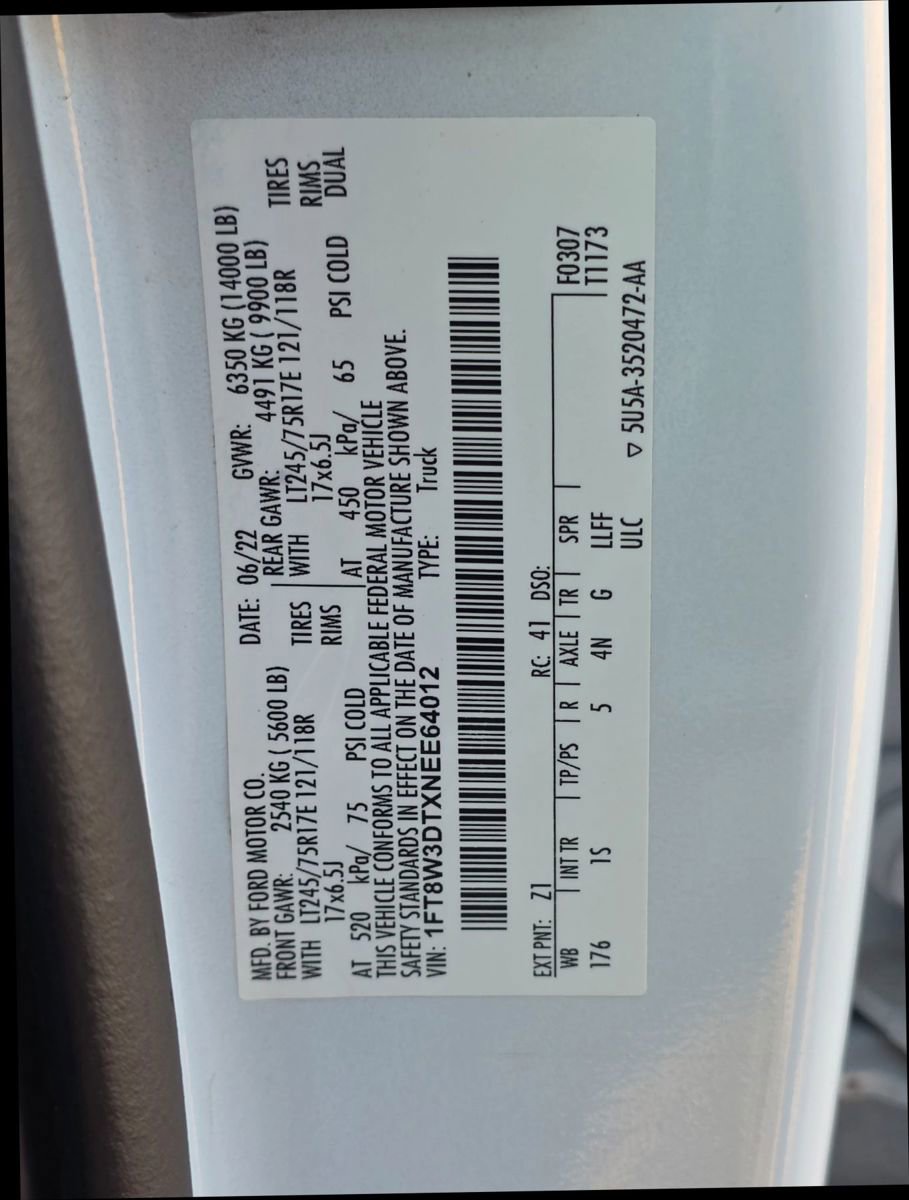 MFD. BY FORD MOTOR CO. DATE: 06/22 GVWR: 6350 KG (14000 LB)
FRONT GAWR: 2540 KG ( 5600 LB) REAR GAWR: 4491 KG ( 9900 LB)
WITH LT245/75R17E 121/118R TIRES WITH LT245/75R17E 121/118R TIRES
17x6.5J RIMS 17x6.5J RIMS
AT 520 kPa/ 75 PSI COLD AT 450 kPa/ 65 PSI COLD DUAL
THIS VEHICLE CONFORMS TO ALL APPLICABLE FEDERAL MOTOR VEHICLE
SAFETY STANDARDS IN EFFECT ON THE DATE OF MANUFACTURE SHOWN ABOVE.
VIN: 1FT8W3DTXNEE64012 TYPE: Truck
EXT PNT: Z1 RC: 41 DSO:
WB INT TR TP/PS R AXLE TR SPR F0307
176 1S 5 4N G LLFF T1173
ULC ▽ 5U5A-3520472-AA